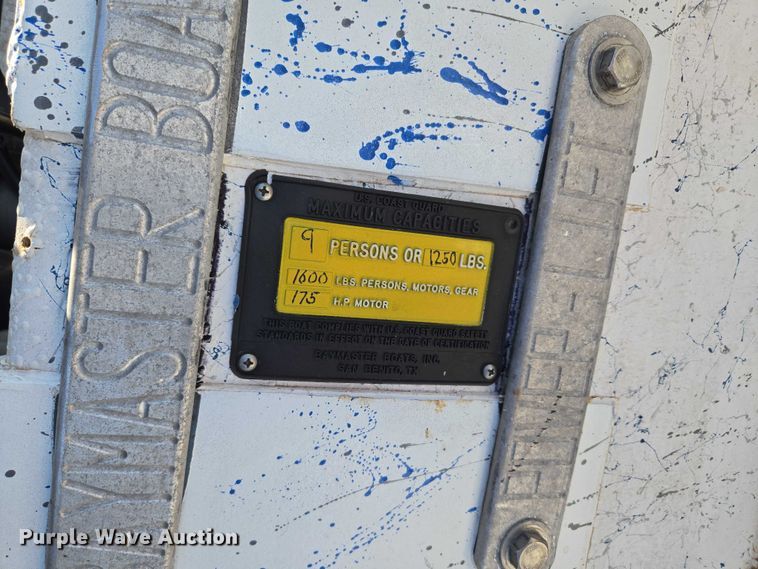 BAYMASTER BOA
U.S. COAST GUARD
MAXIMUM CAPACITIES
9 PERSONS OR 1250 LBS.
1600 LBS. PERSONS, MOTORS, GEAR
175 H.P. MOTOR
THIS BOAT COMPLIES WITH U.S. COAST GUARD SAFETY
STANDARDS IN EFFECT ON THE DATE OF CERTIFICATION
BAYMASTER BOATS, INC.
SAN BENITO, TX
Purple Wave Auction